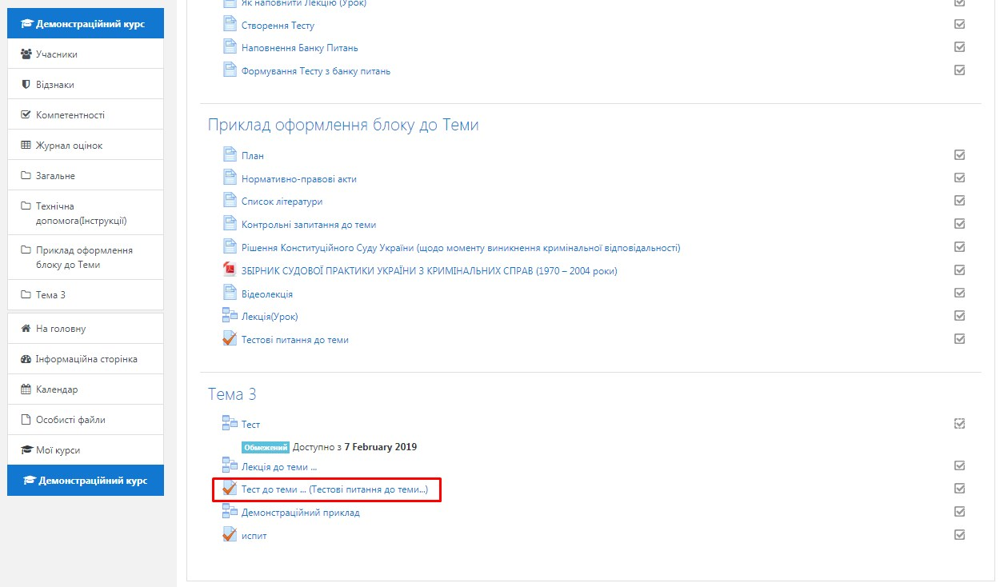 Демонстраційний курс
Учасники
Відзнаки
Компетентності
Журнал оцінок
Загальне
Технічна
допомога(Інструкції)
Приклад оформлення
блоку до Теми
Тема 3
На головну
Інформаційна сторінка
Календар
Особисті файли
Мої курси
Демонстраційний курс
Як наповнити Лекцію (Урок)
Створення Тесту
Наповнення Банку Питань
Формування Тесту з банку питань
Приклад оформлення блоку до Теми
План
Нормативно-правові акти
Список літератури
Контрольні запитання до теми
Рішення Конституційного Суду України (щодо моменту виникнення кримінальної відповідальності)
ЗБІРНИК СУДОВОЇ ПРАКТИКИ УКРАЇНИ З КРИМІНАЛЬНИХ СПРАВ (1970 – 2004 роки)
Відеолекція
Лекція(Урок)
Тестові питання до теми
Тема 3
Тест
Обмежений Доступно з 7 February 2019
Лекція до теми ...
Тест до теми ... (Тестові питання до теми...)
Демонстраційний приклад
испит